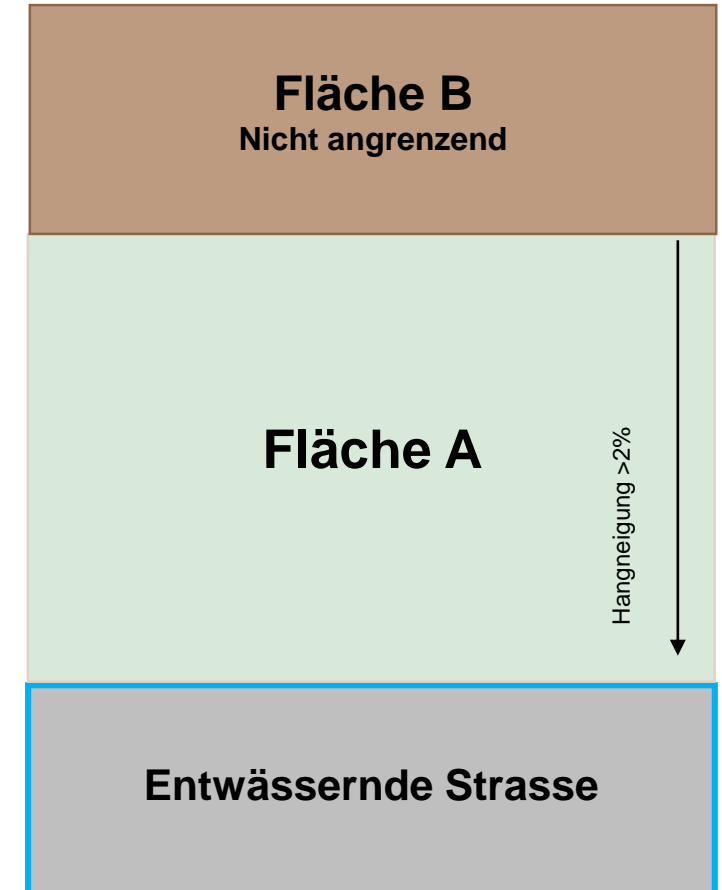 Fläche B
Nicht angrenzend
Fläche A
Hangneigung >2%
Entwässernde Strasse